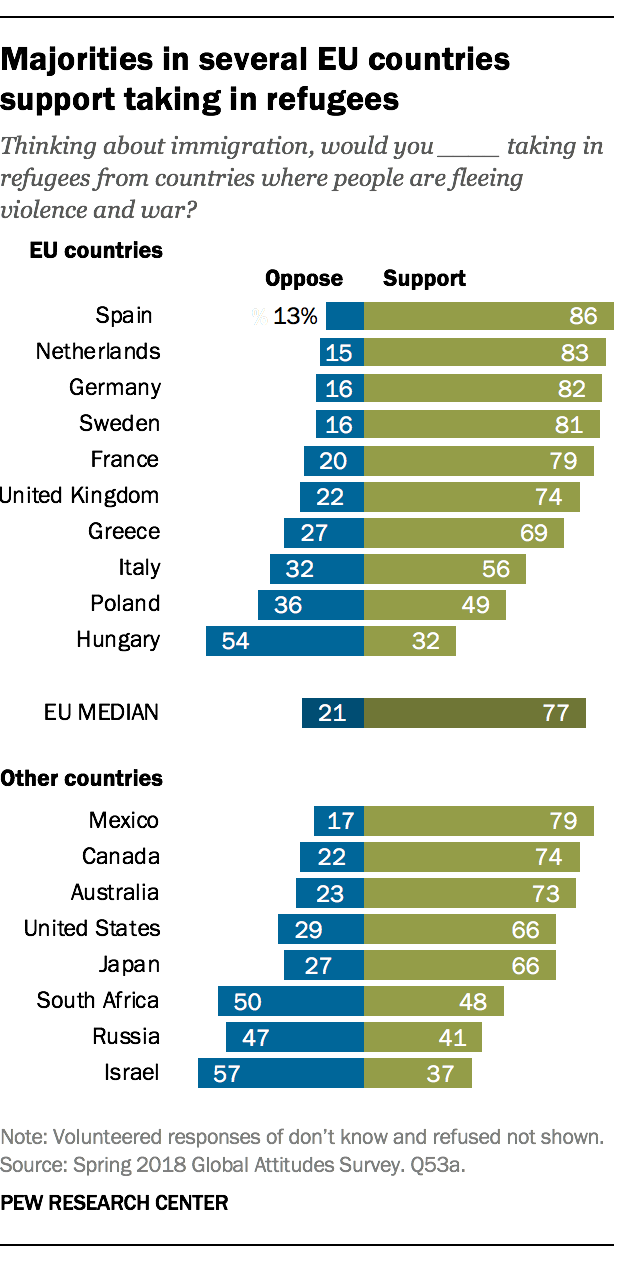 Majorities in several EU countries
support taking in refugees
Thinking about immigration, would you ____ taking in
refugees from countries where people are fleeing
violence and war?
EU countries
Oppose Support
Spain 13% 86
Netherlands 15 83
Germany 16 82
Sweden 16 81
France 20 79
United Kingdom 22 74
Greece 27 69
Italy 32 56
Poland 36 49
Hungary 54 32
EU MEDIAN 21 77
Other countries
Mexico 17 79
Canada 22 74
Australia 23 73
United States 29 66
Japan 27 66
South Africa 50 48
Russia 47 41
Israel 57 37
Note: Volunteered responses of don’t know and refused not shown.
Source: Spring 2018 Global Attitudes Survey. Q53a.
PEW RESEARCH CENTER